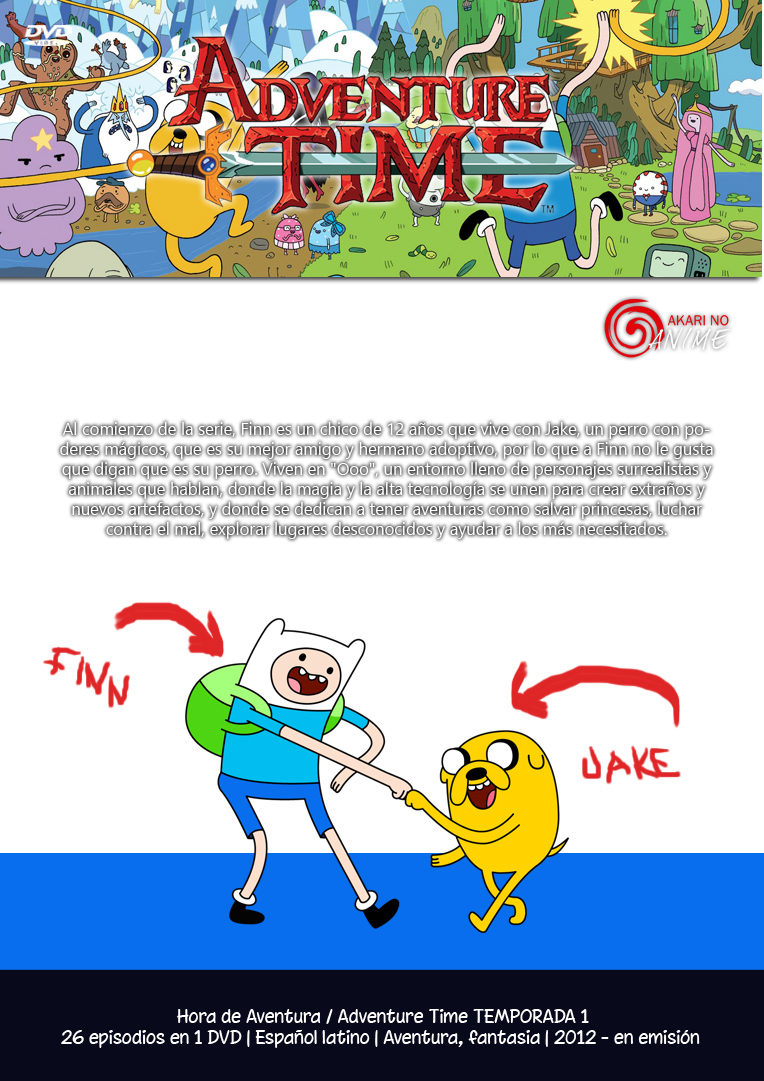 DVD
VIDEO
ADVENTURE
TIME
TM
AKARI NO
ANIME
Al comienzo de la serie, Finn es un chico de 12 años que vive con Jake, un perro con po-
deres mágicos, que es su mejor amigo y hermano adoptivo, por lo que a Finn no le gusta
que digan que es su perro. Viven en "Ooo", un entorno lleno de personajes surrealistas y
animales que hablan, donde la magia y la alta tecnología se unen para crear extraños y
nuevos artefactos, y donde se dedican a tener aventuras como salvar princesas, luchar
contra el mal, explorar lugares desconocidos y ayudar a los más necesitados.
FINN
JAKE
Hora de Aventura / Adventure Time TEMPORADA 1
26 episodios en 1 DVD | Español latino | Aventura, fantasia | 2012 - en emisión